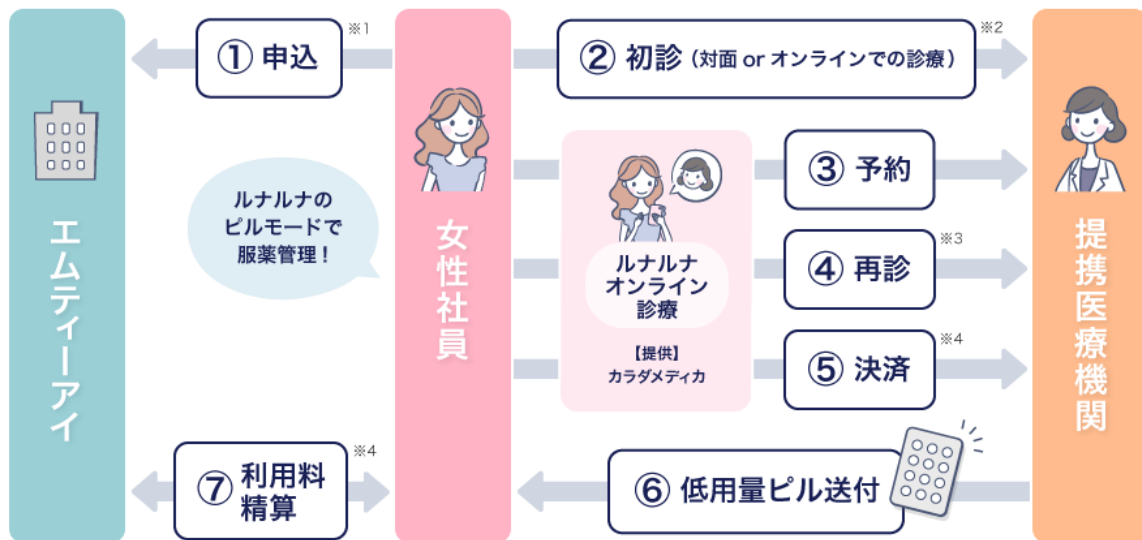 ① 申込
※1
② 初診（対面 or オンラインでの診療）
※2
エムティーアイ
ルナルナの
ピルモードで
服薬管理！
女性社員
ルナルナ
オンライン
診療
【提供】
カラダメディカ
③ 予約
④ 再診
※3
⑤ 決済
※4
提携医療機関
⑦ 利用料
精算
※4
⑥ 低用量ピル送付